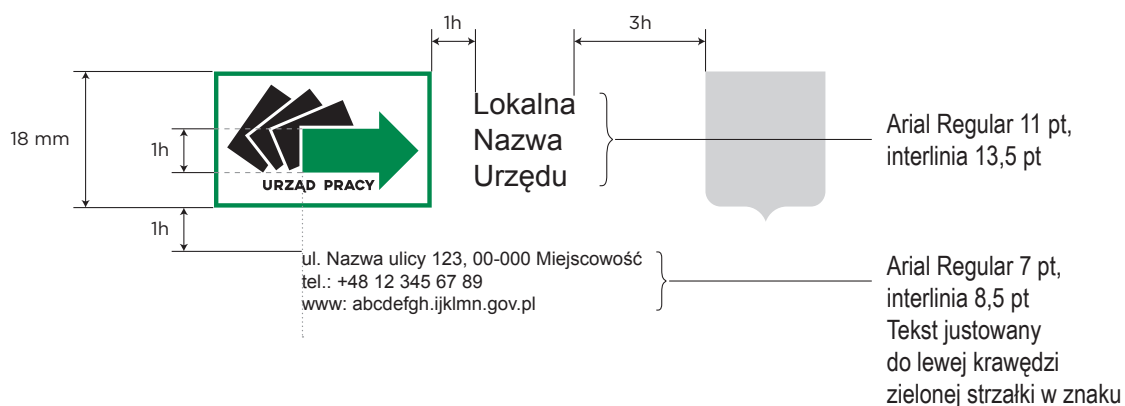 1h
3h
18 mm
1h
URZĄD PRACY
Lokalna
Nazwa
Urzędu
Arial Regular 11 pt,
interlinia 13,5 pt
1h
ul. Nazwa ulicy 123, 00-000 Miejscowość
tel.: +48 12 345 67 89
www: abcdefgh.ijklmn.gov.pl
Arial Regular 7 pt,
interlinia 8,5 pt
Tekst justowany
do lewej krawędzi
zielonej strzałki w znaku